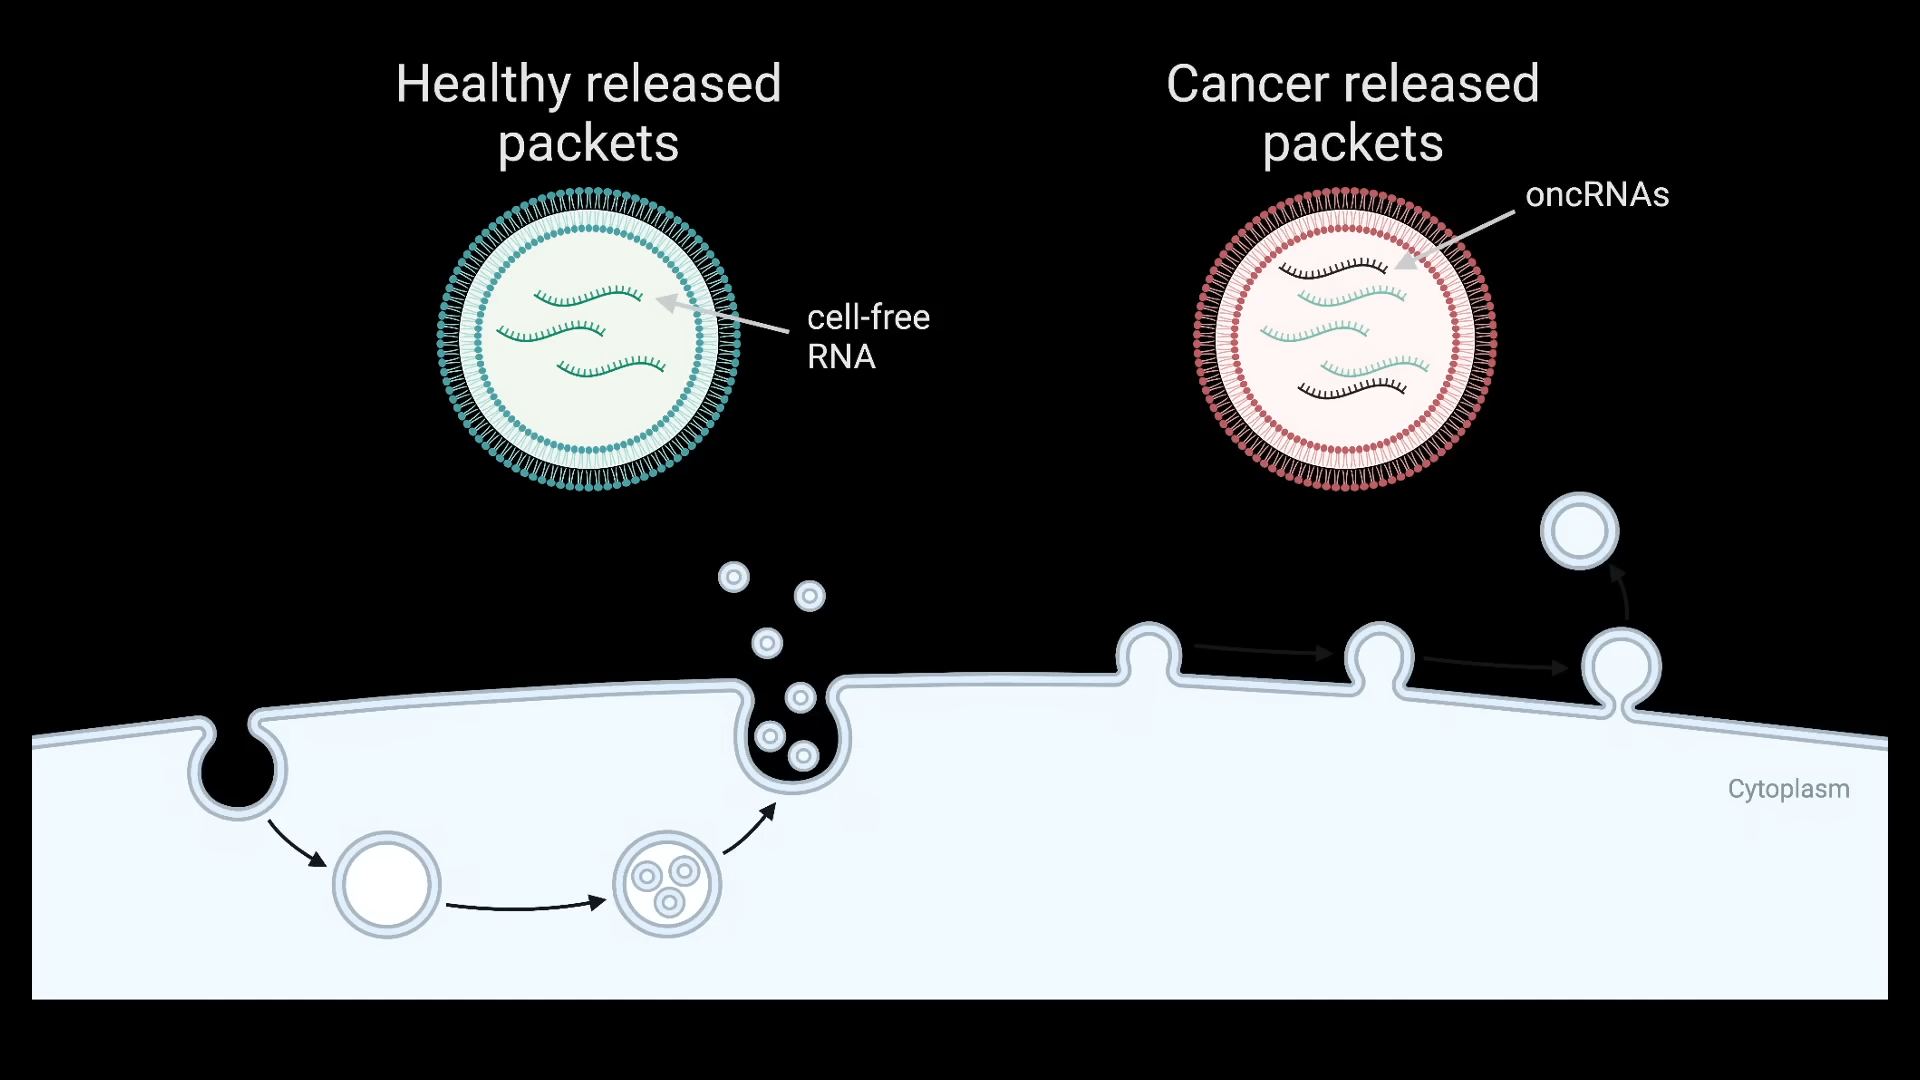 Healthy released
packets
Cancer released
packets
oncRNAs
cell-free
RNA
Cytoplasm